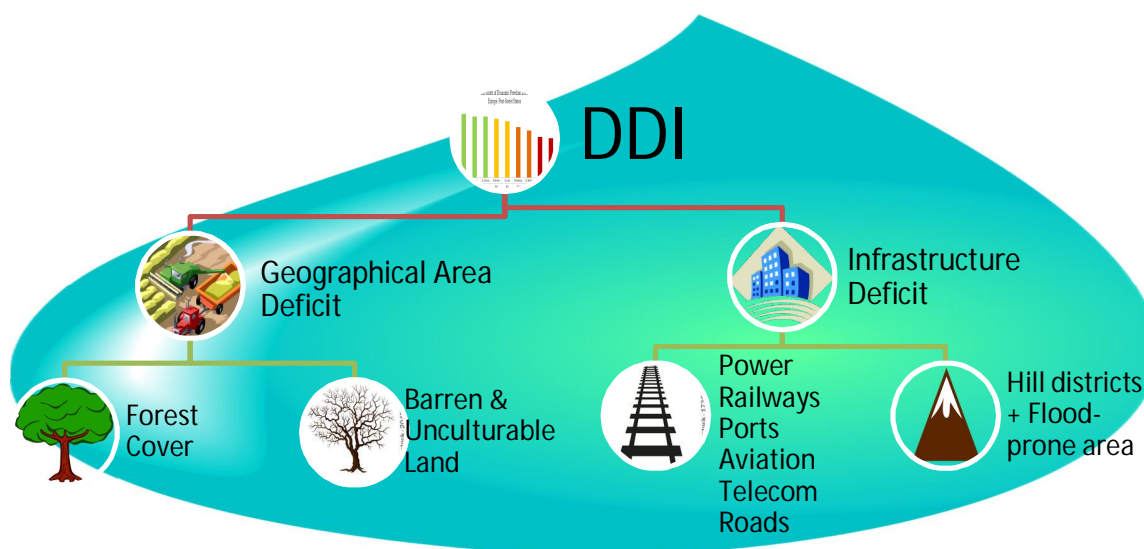 DDI
Geographical Area
Deficit
Infrastructure
Deficit
Forest
Cover
Barren &
Unculturable
Land
Power
Railways
Ports
Aviation
Telecom
Roads
Hill districts
+ Flood-
prone area